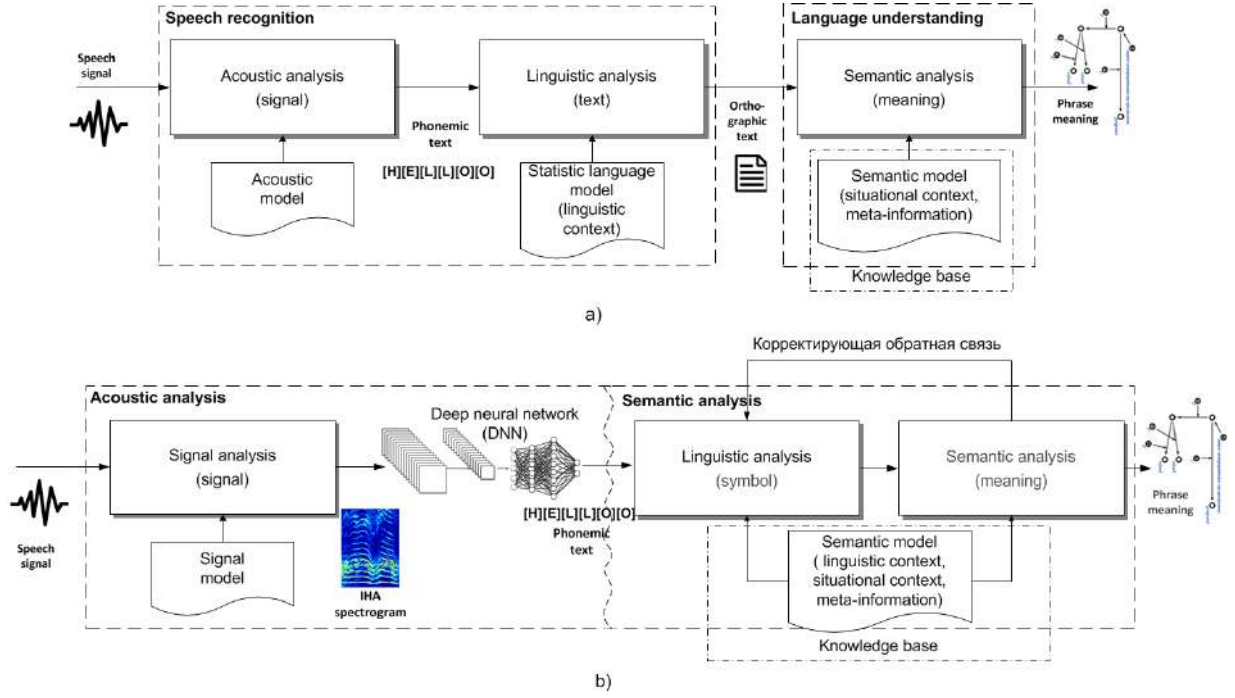 Speech recognition
Language understanding
Speech
signal
Acoustic analysis
(signal)
Linguistic analysis
(text)
Semantic analysis
(meaning)
Phonemic
text
[H][E][L][L][O][O]
Ortho-
graphic
text
Phrase
meaning
Acoustic
model
Statistic language
model
(linguistic
context)
Semantic model
(situational context,
meta-information)
Knowledge base
a)
Корректирующая обратная связь
Acoustic analysis
Semantic analysis
Deep neural network
(DNN)
Signal analysis
(signal)
Linguistic analysis
(symbol)
Semantic analysis
(meaning)
Phrase
meaning
[H][E][L][L][O][O]
Phonemic
text
Speech
signal
Signal
model
IHA
spectrogram
Semantic model
( linguistic context,
situational context,
meta-information)
Knowledge base
b)